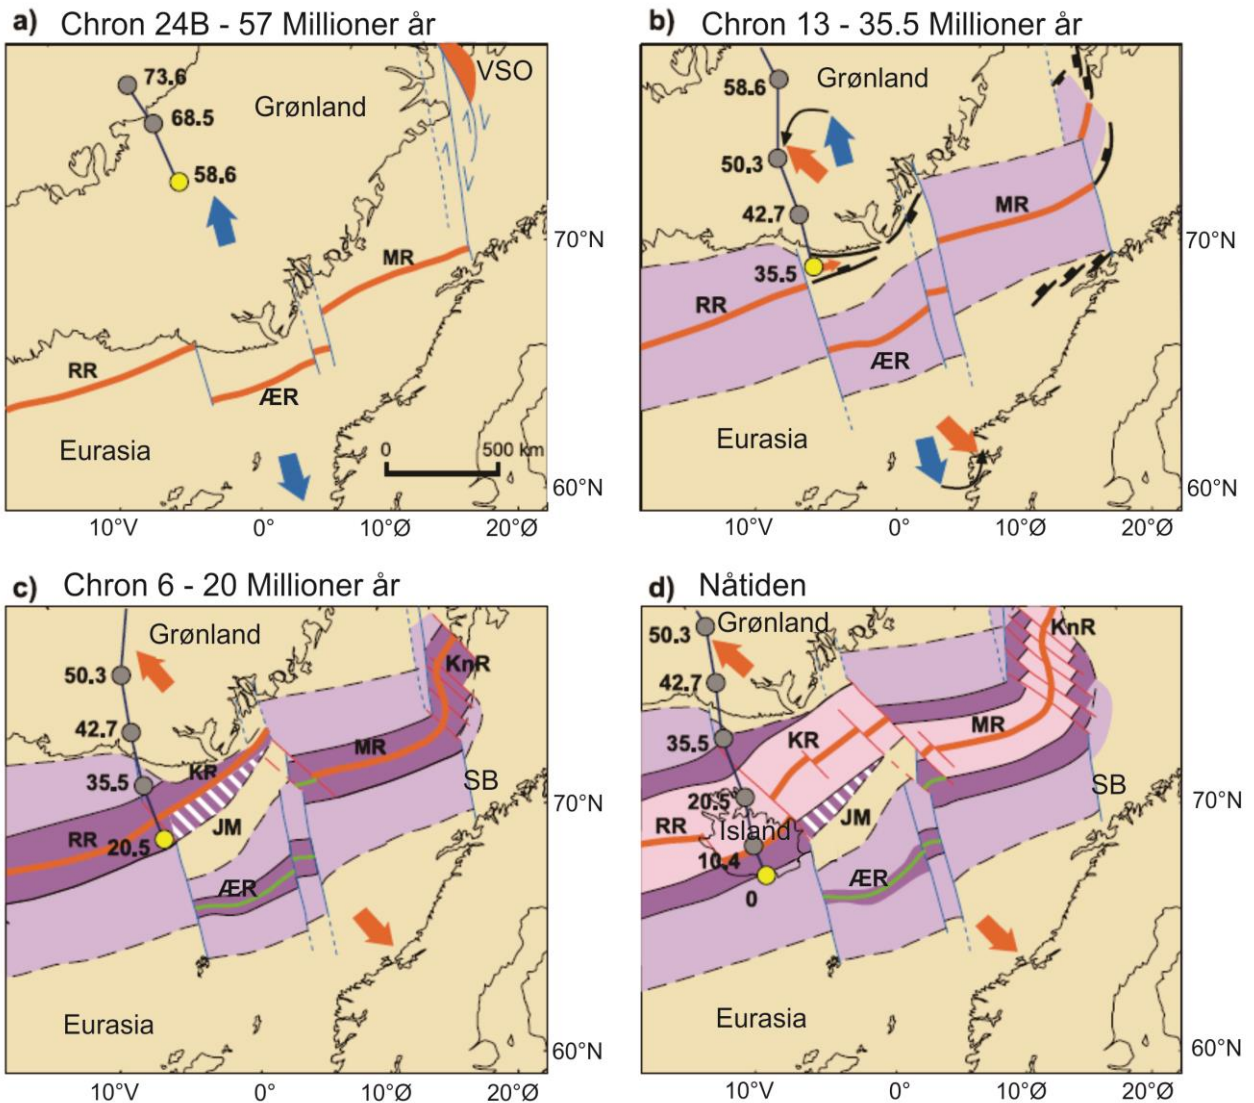 a) Chron 24B - 57 Millioner år
73.6
68.5
58.6
Grønland
VSO
MR
RR
ÆR
Eurasia
0 500 km
70°N
60°N
10°V 0° 10°Ø 20°Ø
b) Chron 13 - 35.5 Millioner år
58.6
Grønland
50.3
42.7
35.5
MR
RR
ÆR
Eurasia
70°N
60°N
10°V 0° 10°Ø 20°Ø
c) Chron 6 - 20 Millioner år
Grønland
50.3
KnR
42.7
MR
35.5
KR
SB
RR
20.5
JM
ÆR
Eurasia
70°N
60°N
10°V 0° 10°Ø 20°Ø
d) Nåtiden
50.3
Grønland
KnR
42.7
35.5
KR
MR
SB
20.5
RR
Island
JM
10.4
ÆR
0
Eurasia
70°N
60°N
10°V 0° 10°Ø 20°Ø